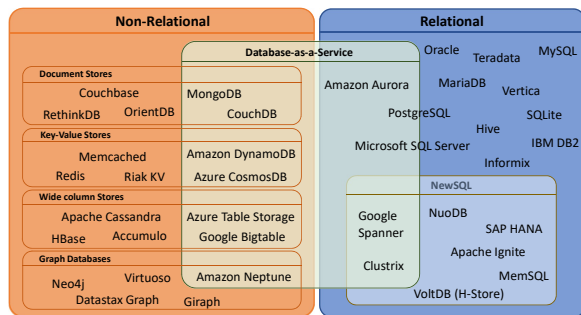 Non-Relational
Relational
Database-as-a-Service
Document Stores
Couchbase
MongoDB
RethinkDB
OrientDB
CouchDB
Key-Value Stores
Memcached
Amazon DynamoDB
Redis
Riak KV
Azure CosmosDB
Wide column Stores
Apache Cassandra
Azure Table Storage
HBase
Accumulo
Google Bigtable
Graph Databases
Neo4j
Virtuoso
Amazon Neptune
Datastax Graph
Giraph
Oracle
Teradata
MySQL
Amazon Aurora
MariaDB
Vertica
PostgreSQL
SQLite
Hive
Microsoft SQL Server
IBM DB2
Informix
NewSQL
Google
Spanner
NuoDB
SAP HANA
Clustrix
Apache Ignite
MemSQL
VoltDB (H-Store)